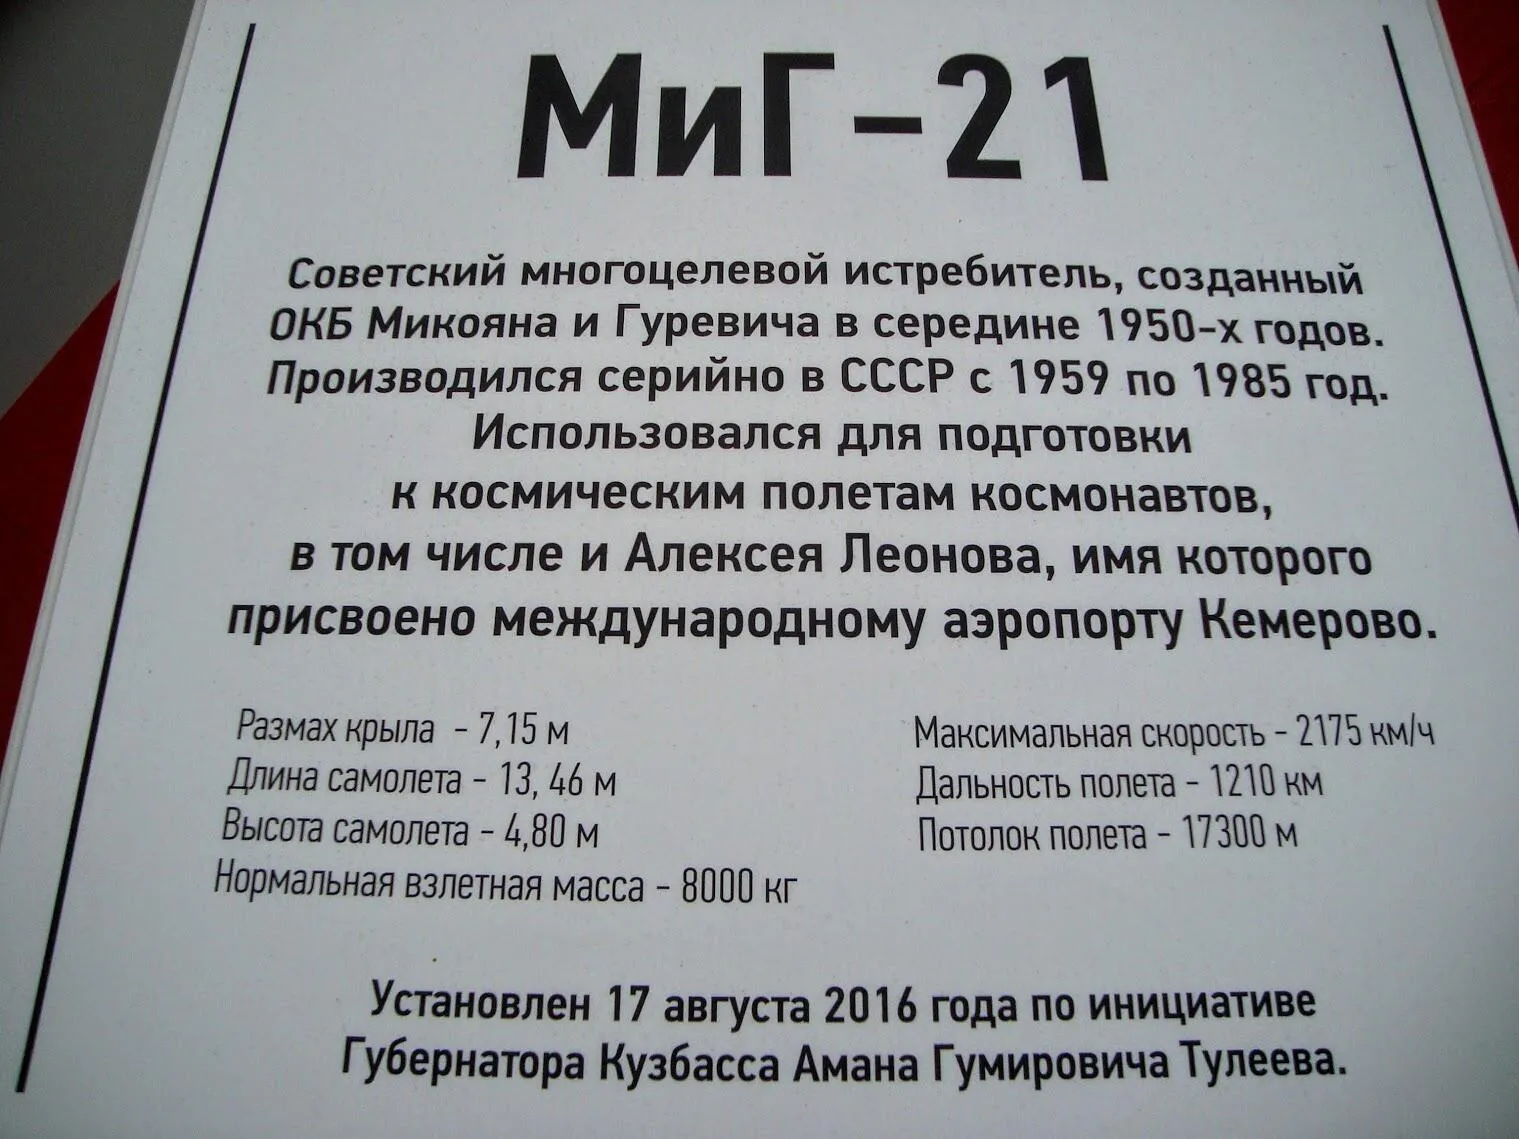 МиГ-21
Советский многоцелевой истребитель, созданный
ОКБ Микояна и Гуревича в середине 1950-х годов.
Производился серийно в СССР с 1959 по 1985 год.
Использовался для подготовки
к космическим полетам космонавтов,
в том числе и Алексея Леонова, имя которого
присвоено международному аэропорту Кемерово.
Размах крыла - 7,15 м
Длина самолета - 13, 46 м
Высота самолета - 4,80 м
Нормальная взлетная масса - 8000 кг
Максимальная скорость - 2175 км/ч
Дальность полета - 1210 км
Потолок полета - 17300 м
Установлен 17 августа 2016 года по инициативе
Губернатора Кузбасса Амана Гумировича Тулеева.